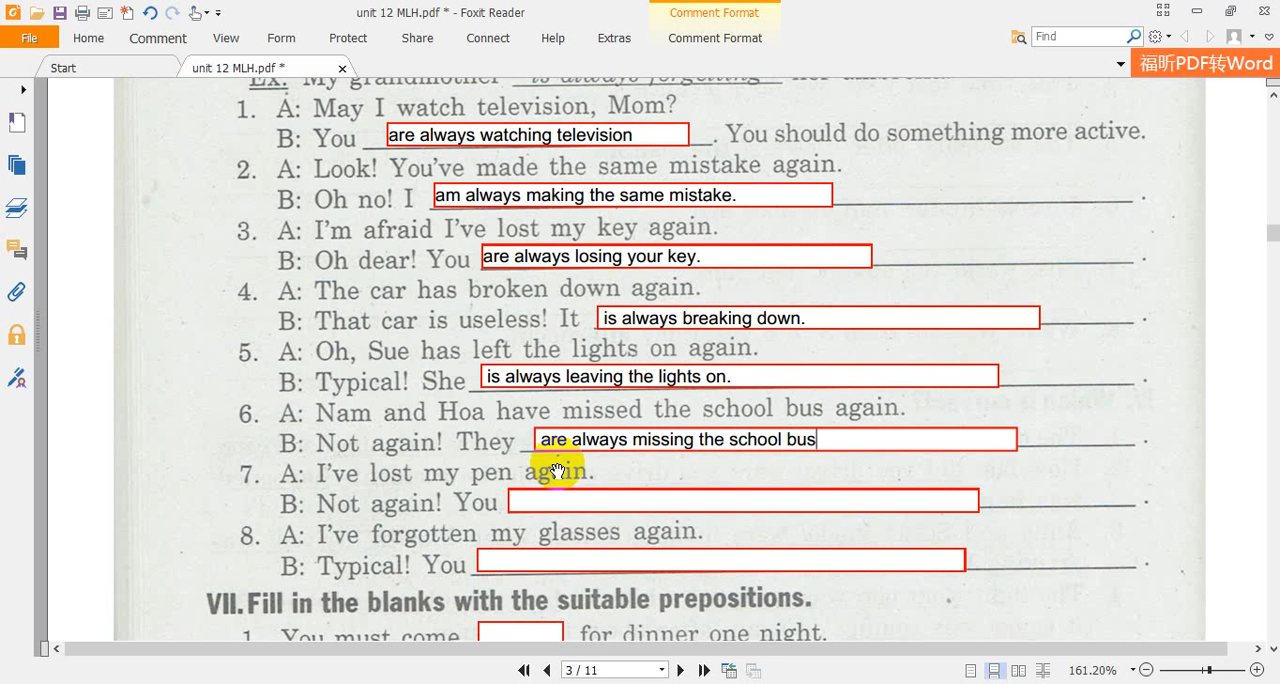 unit 12 MLH.pdf * - Foxit Reader
Comment Format
File Home Comment View Form Protect Share Connect Help Extras Comment Format
Find
Start
unit 12 MLH.pdf *
福昕PDF转Word
Ex: My grandmother is always forgetting her
1. A: May I watch television, Mom?
B: You are always watching television. You should do something more active.
2. A: Look! You've made the same mistake again.
B: Oh no! I am always making the same mistake. .
3. A: I'm afraid I've lost my key again.
B: Oh dear! You are always losing your key. .
4. A: The car has broken down again.
B: That car is useless! It is always breaking down. .
5. A: Oh, Sue has left the lights on again.
B: Typical! She is always leaving the lights on. .
6. A: Nam and Hoa have missed the school bus again.
B: Not again! They are always missing the school bus .
7. A: I've lost my pen again.
B: Not again! You .
8. A: I've forgotten my glasses again.
B: Typical! You .
VII. Fill in the blanks with the suitable prepositions.
1. You must come for dinner one night.
3 / 11
161.20%